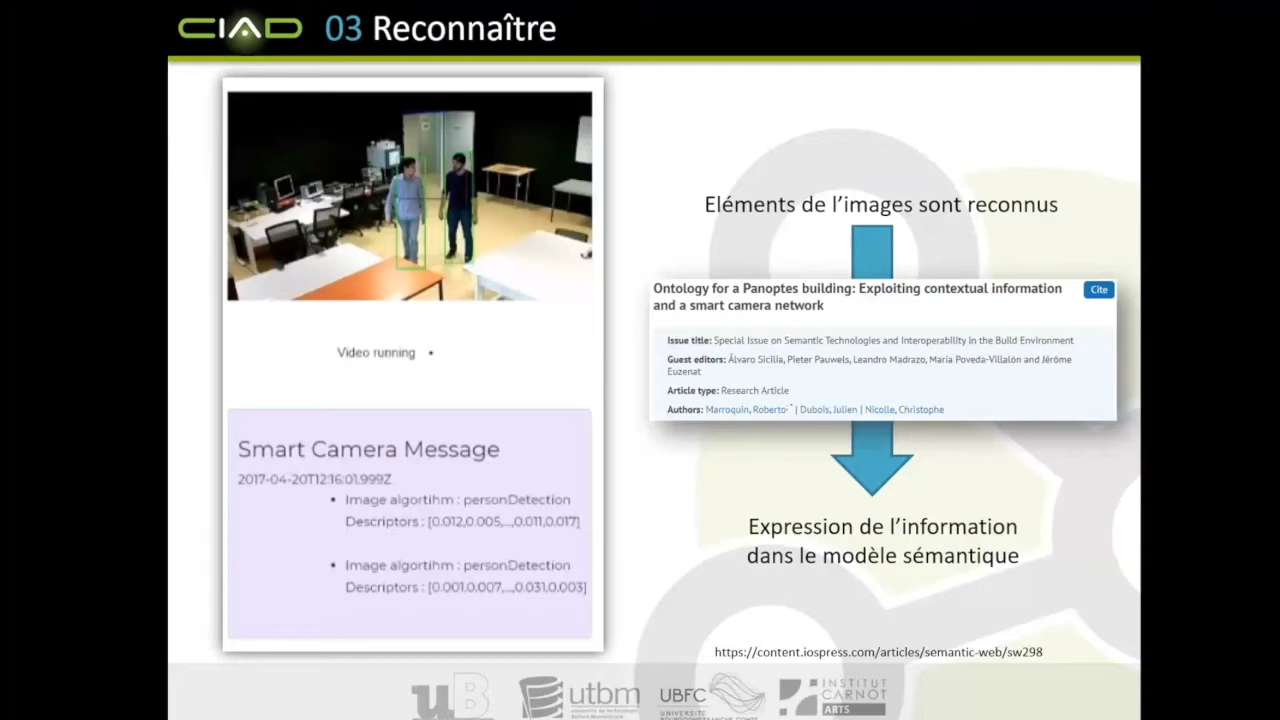 CIAD 03 Reconnaître
Video running •
Smart Camera Message
2017-04-20T12:16:01.999Z
• Image algortihm : personDetection
Descriptors : [0.012,0.005,...,0.011,0.017]
• Image algortihm : personDetection
Descriptors : [0.001,0.007,...,0.031,0.003]
Eléments de l’images sont reconnus
Ontology for a Panoptes building: Exploiting contextual information
and a smart camera network
Cite
Issue title: Special Issue on Semantic Technologies and Interoperability in the Build Environment
Guest editors: Álvaro Sicilia, Pieter Pauwels, Leandro Madrazo, María Poveda-Villalón and Jérôme
Euzenat
Article type: Research Article
Authors: Marroquin, Roberto; * | Dubois, Julien | Nicolle, Christophe
Expression de l’information
dans le modèle sémantique
https://content.iospress.com/articles/semantic-web/sw298
uB
utbm
UBFC
INSTITUT
CARNOT
ARTS